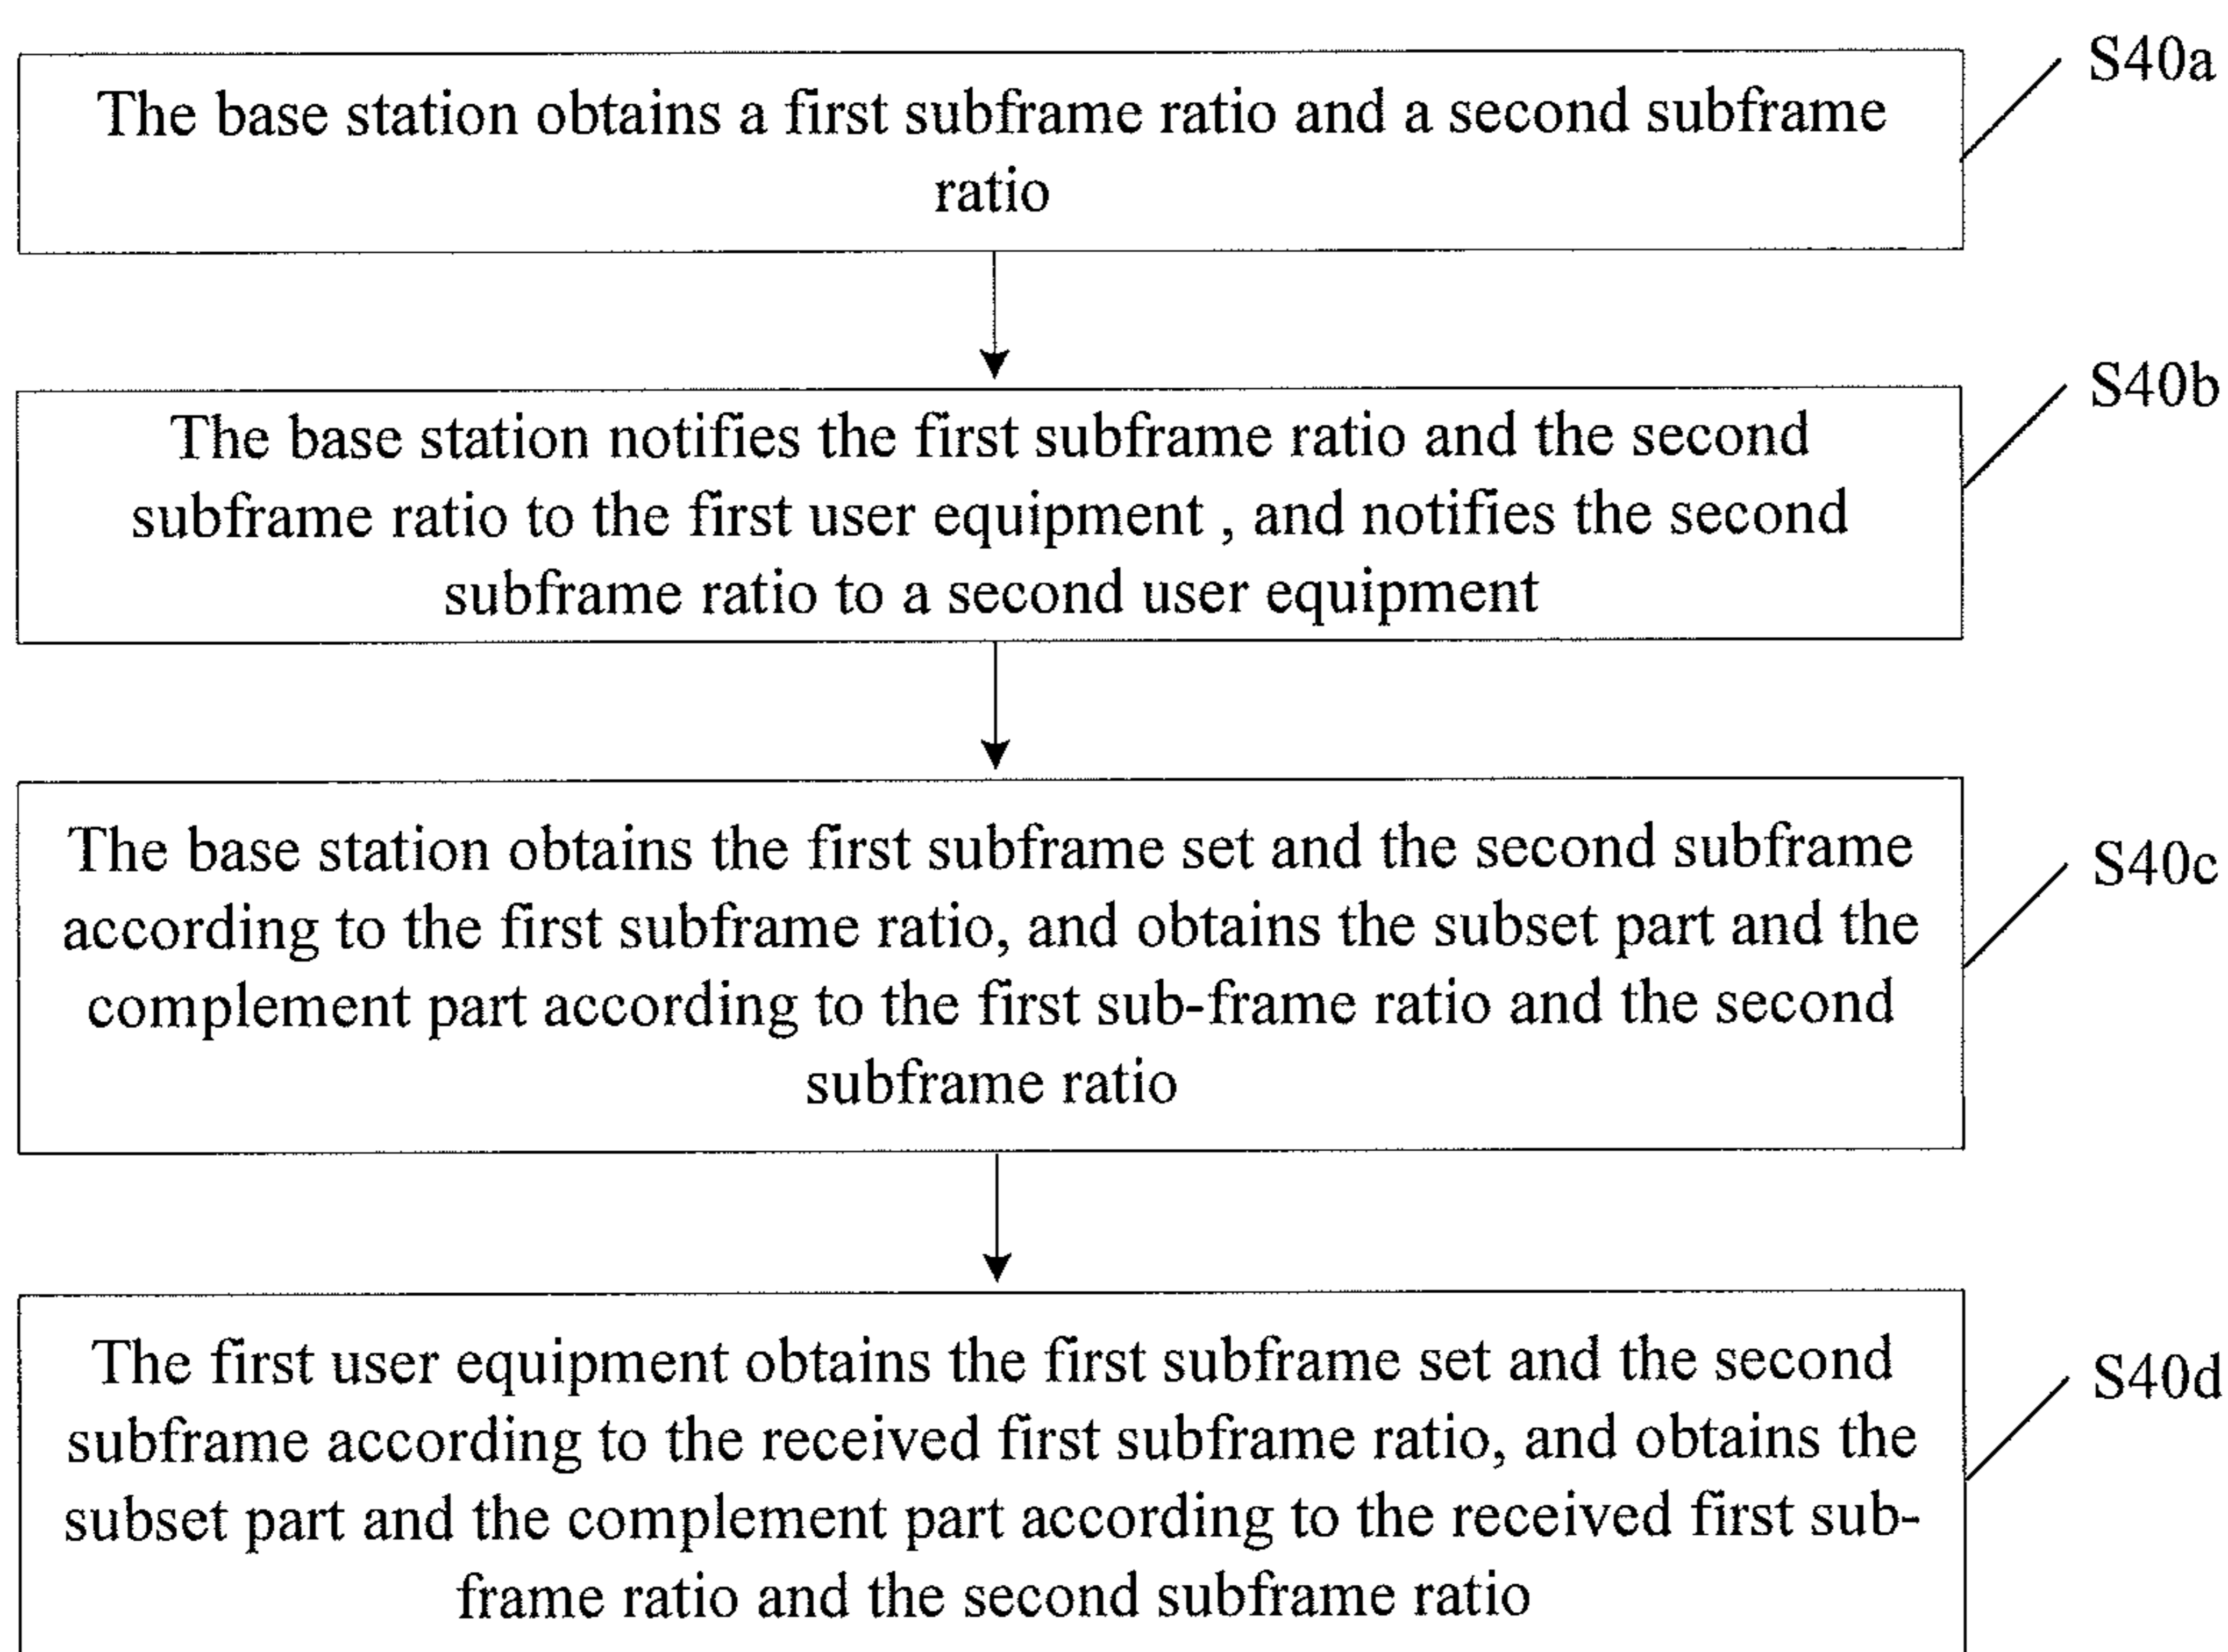 S40a
The base station obtains a first subframe ratio and a second subframe
ratio
S40b
The base station notifies the first subframe ratio and the second
subframe ratio to the first user equipment , and notifies the second
subframe ratio to a second user equipment
The base station obtains the first subframe set and the second subframe
S40c
according to the first subframe ratio, and obtains the subset part and the
complement part according to the first sub-frame ratio and the second
subframe ratio
The first user equipment obtains the first subframe set and the second
S40d
subframe according to the received first subframe ratio, and obtains the
subset part and the complement part according to the received first sub-
frame ratio and the second subframe ratio